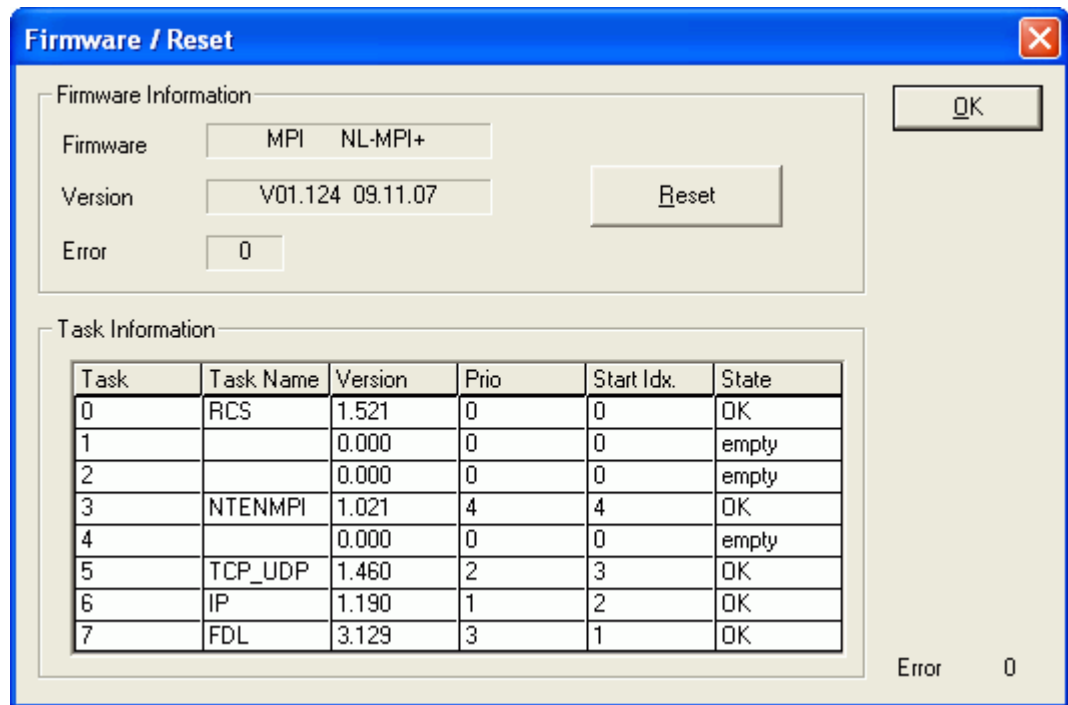 Firmware / Reset
Firmware Information
OK
Firmware MPI NL-MPI+
Version V01.124 09.11.07
Reset
Error 0
Task Information
Task Task Name Version Prio Start Idx. State
0 RCS 1.521 0 0 OK
1 0.000 0 0 empty
2 0.000 0 0 empty
3 NTENMPI 1.021 4 4 OK
4 0.000 0 0 empty
5 TCP_UDP 1.460 2 3 OK
6 IP 1.190 1 2 OK
7 FDL 3.129 3 1 OK
Error 0